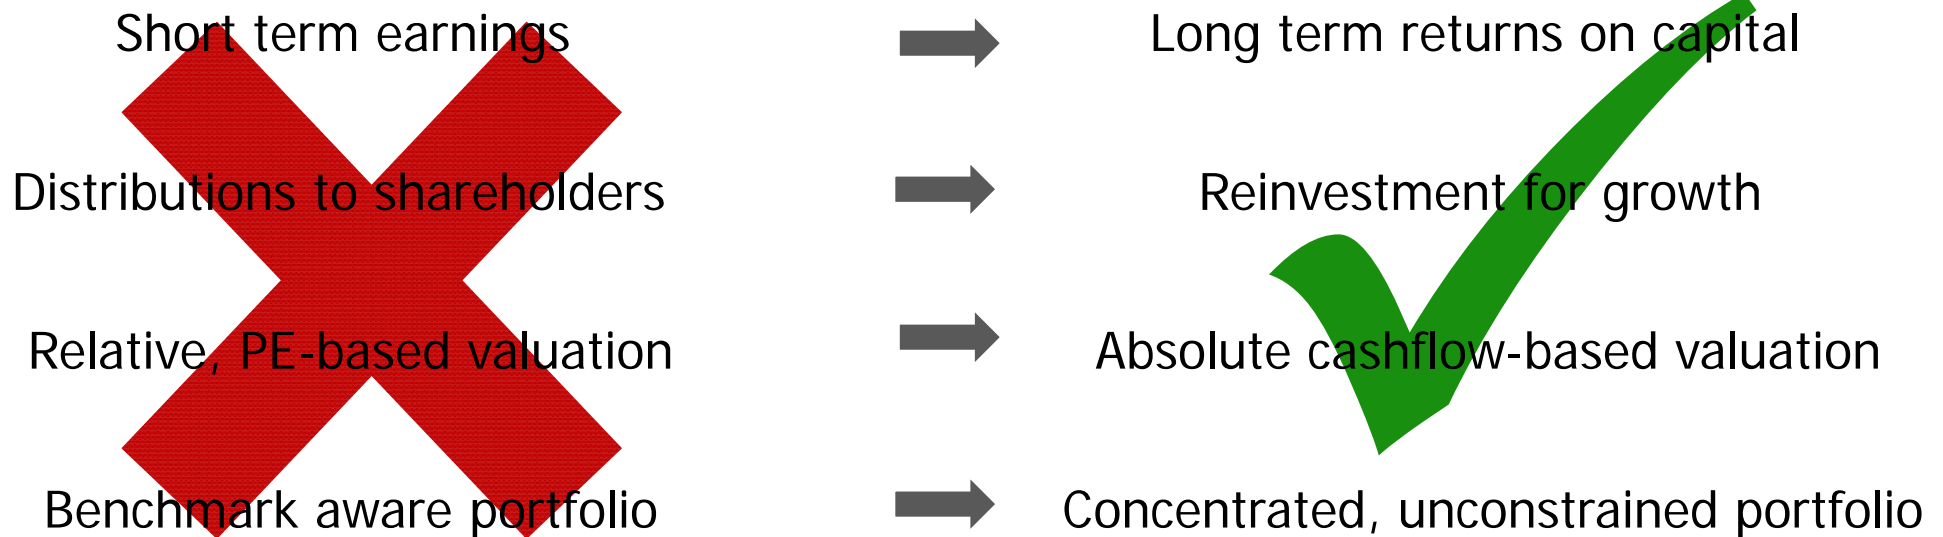 Short term earnings
Long term returns on capital
Distributions to shareholders
Reinvestment for growth
Relative, PE-based valuation
Absolute cashflow-based valuation
Benchmark aware portfolio
Concentrated, unconstrained portfolio